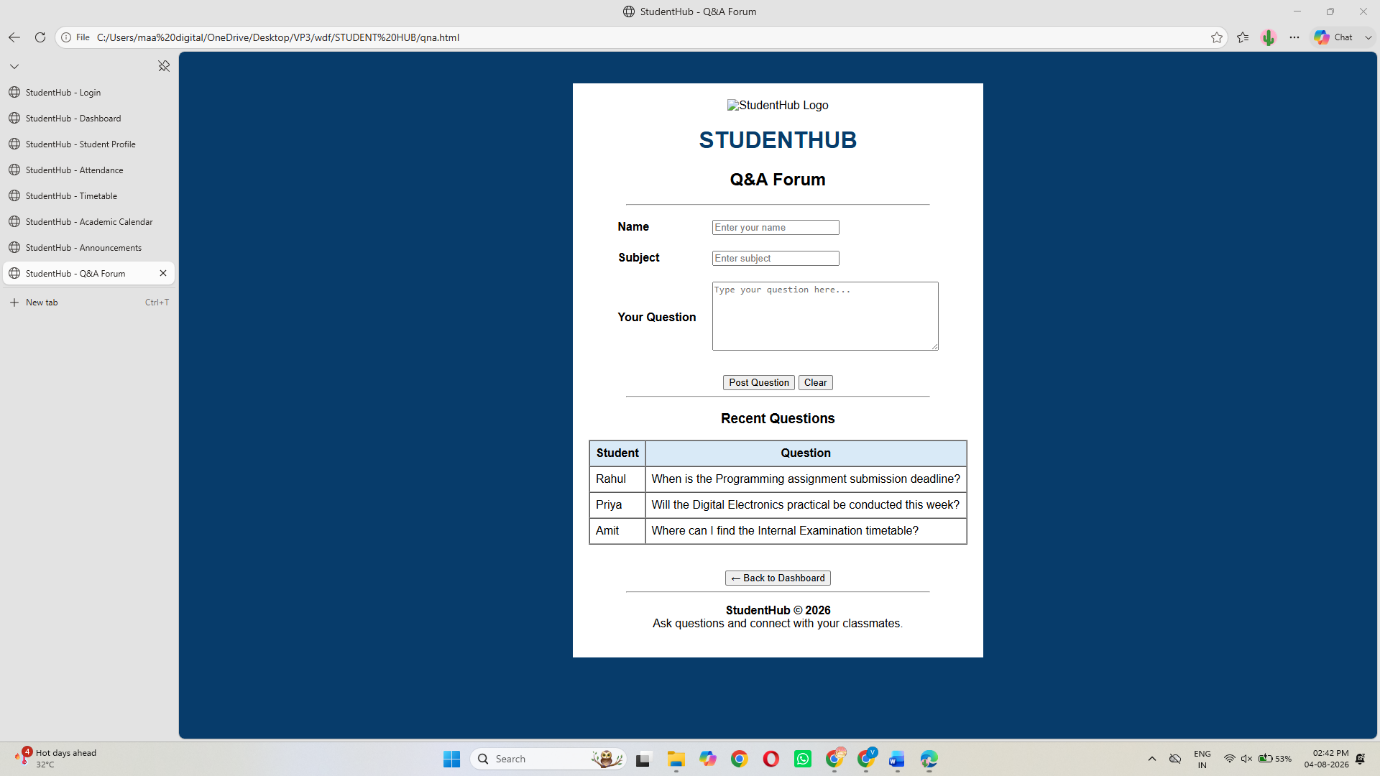 StudentHub - Q&A Forum
File C:/Users/maa%20digital/OneDrive/Desktop/VP3/wdf/STUDENT%20HUB/qna.html
Chat
StudentHub - Login
StudentHub - Dashboard
StudentHub - Student Profile
StudentHub - Attendance
StudentHub - Timetable
StudentHub - Academic Calendar
StudentHub - Announcements
StudentHub - Q&A Forum
New tab Ctrl+T
StudentHub Logo
STUDENTHUB
Q&A Forum
Name Enter your name
Subject Enter subject
Your Question Type your question here...
Post Question Clear
Recent Questions
Student Question
Rahul When is the Programming assignment submission deadline?
Priya Will the Digital Electronics practical be conducted this week?
Amit Where can I find the Internal Examination timetable?
← Back to Dashboard
StudentHub © 2026
Ask questions and connect with your classmates.
4
Hot days ahead
32°C
Search
V
W
ENG
IN
53%
02:42 PM
04-08-2026